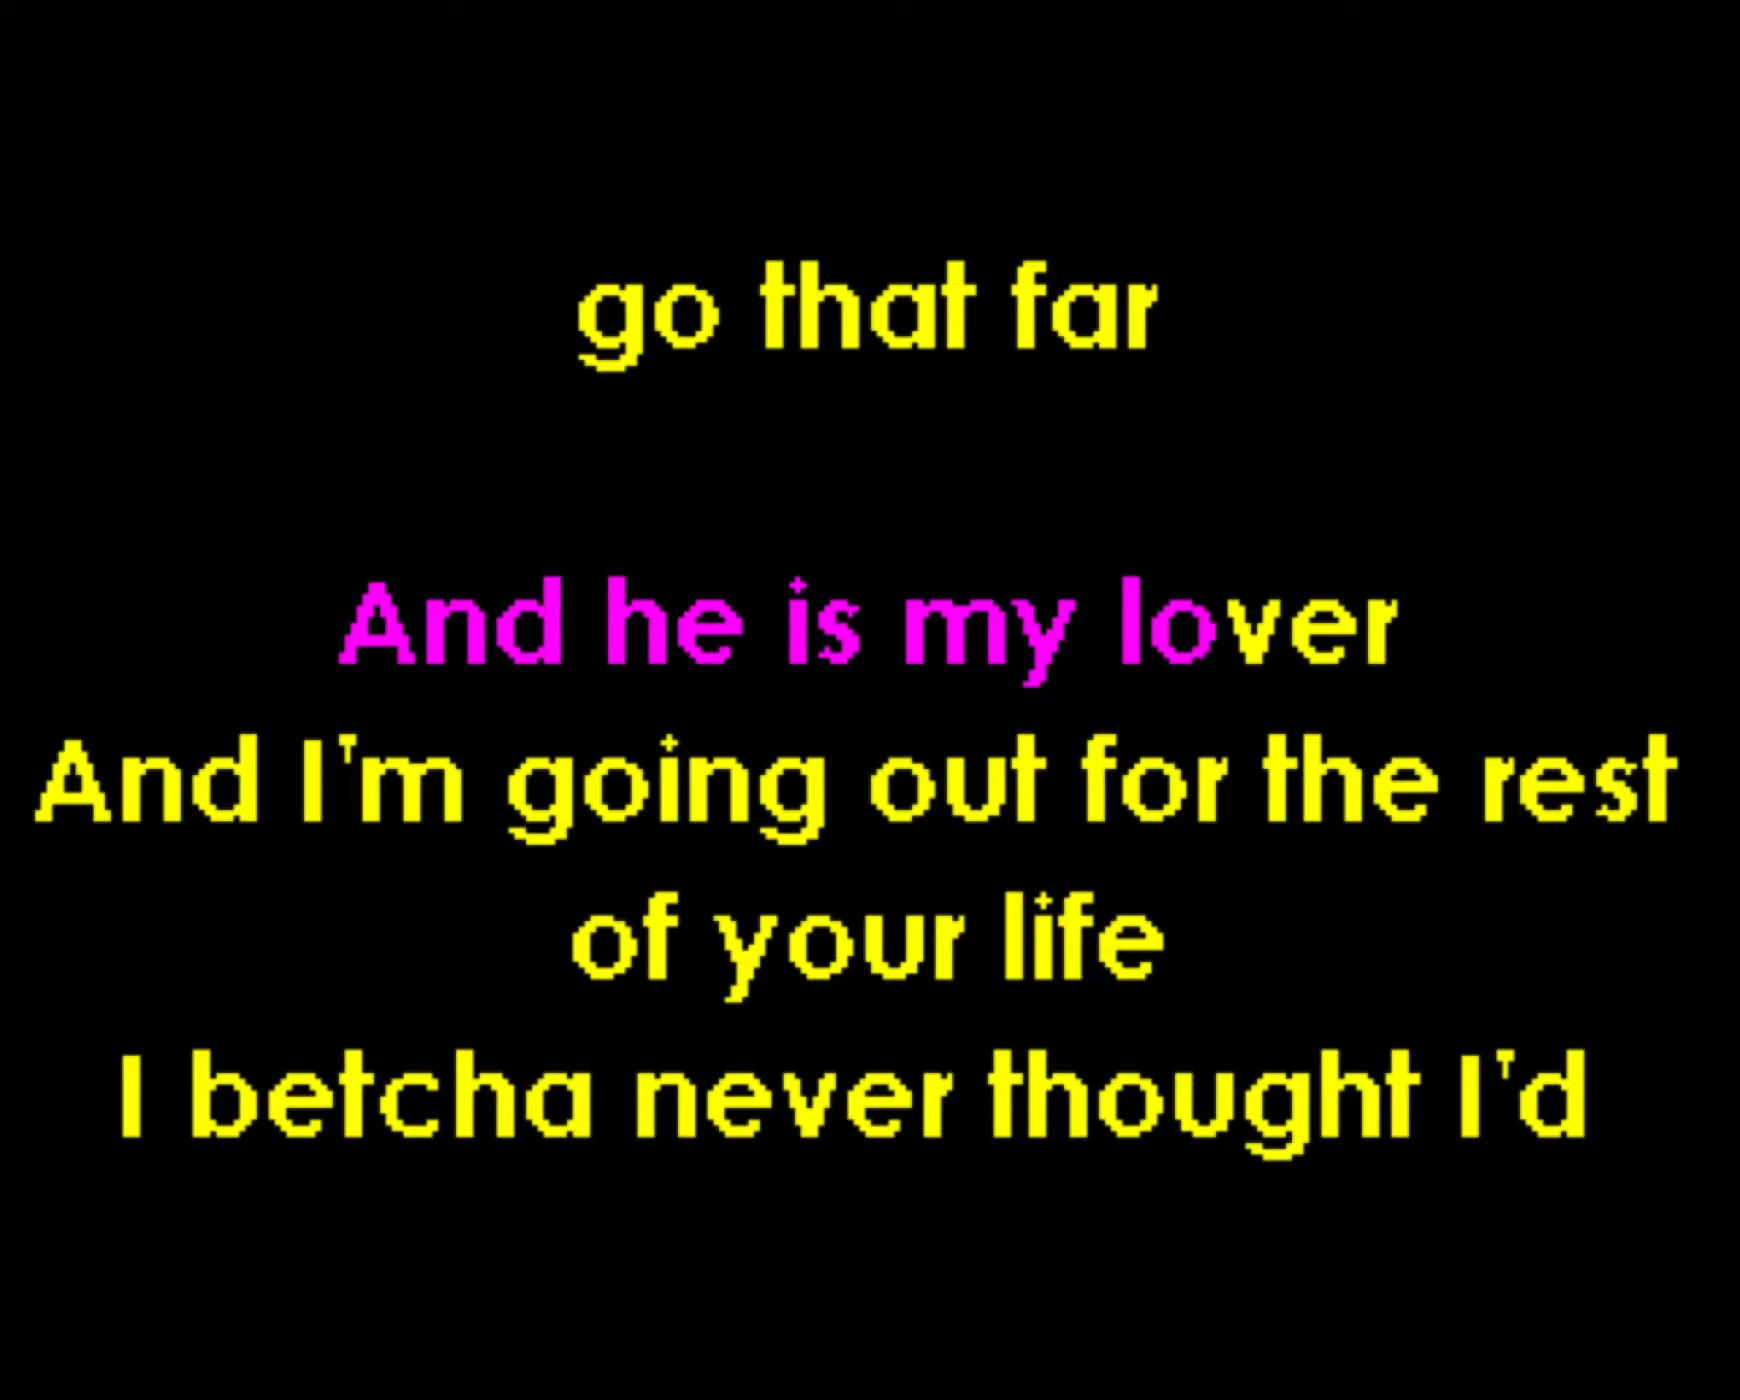 go that far
And he is my lover
And I'm going out for the rest
of your life
I betcha never thought I'd